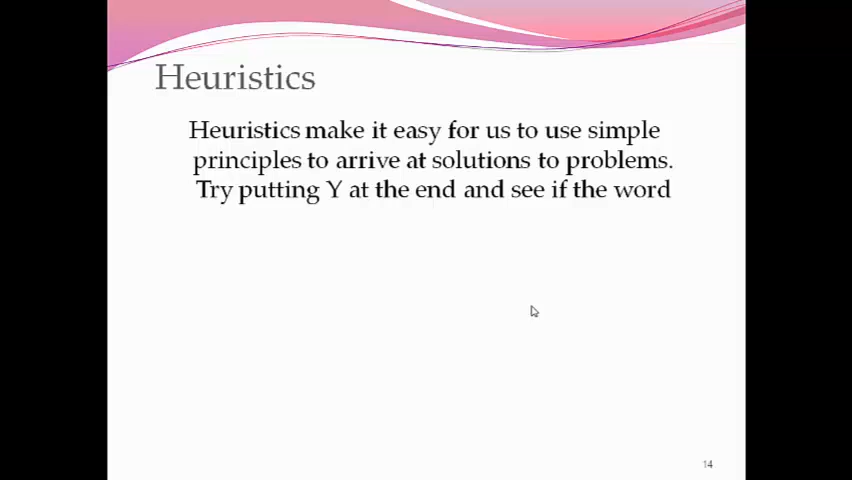 Heuristics
Heuristics make it easy for us to use simple
principles to arrive at solutions to problems.
Try putting Y at the end and see if the word
14